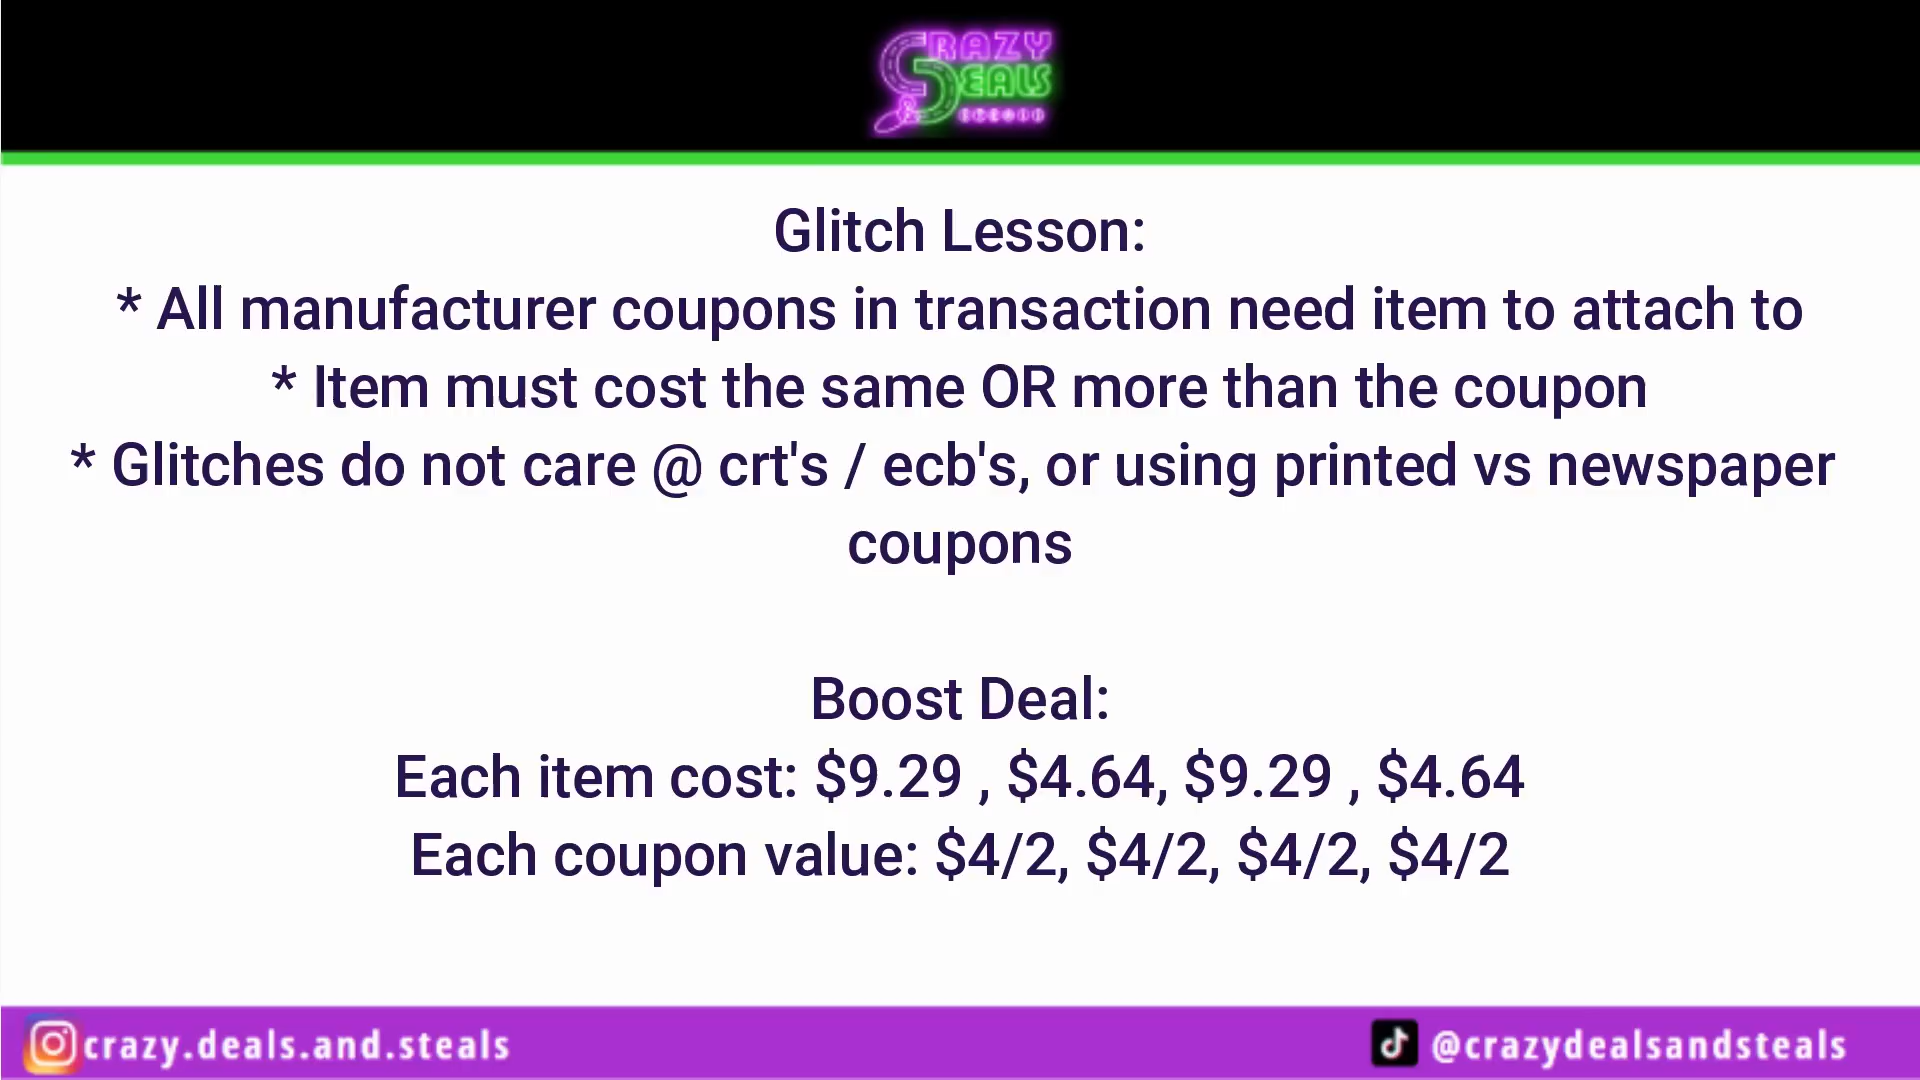 CRAZY
DEALS
& STEALS
Glitch Lesson:
* All manufacturer coupons in transaction need item to attach to
* Item must cost the same OR more than the coupon
* Glitches do not care @ crt's / ecb's, or using printed vs newspaper
coupons
Boost Deal:
Each item cost: $9.29 , $4.64, $9.29 , $4.64
Each coupon value: $4/2, $4/2, $4/2, $4/2
crazy.deals.and.steals
@crazydealsandsteals